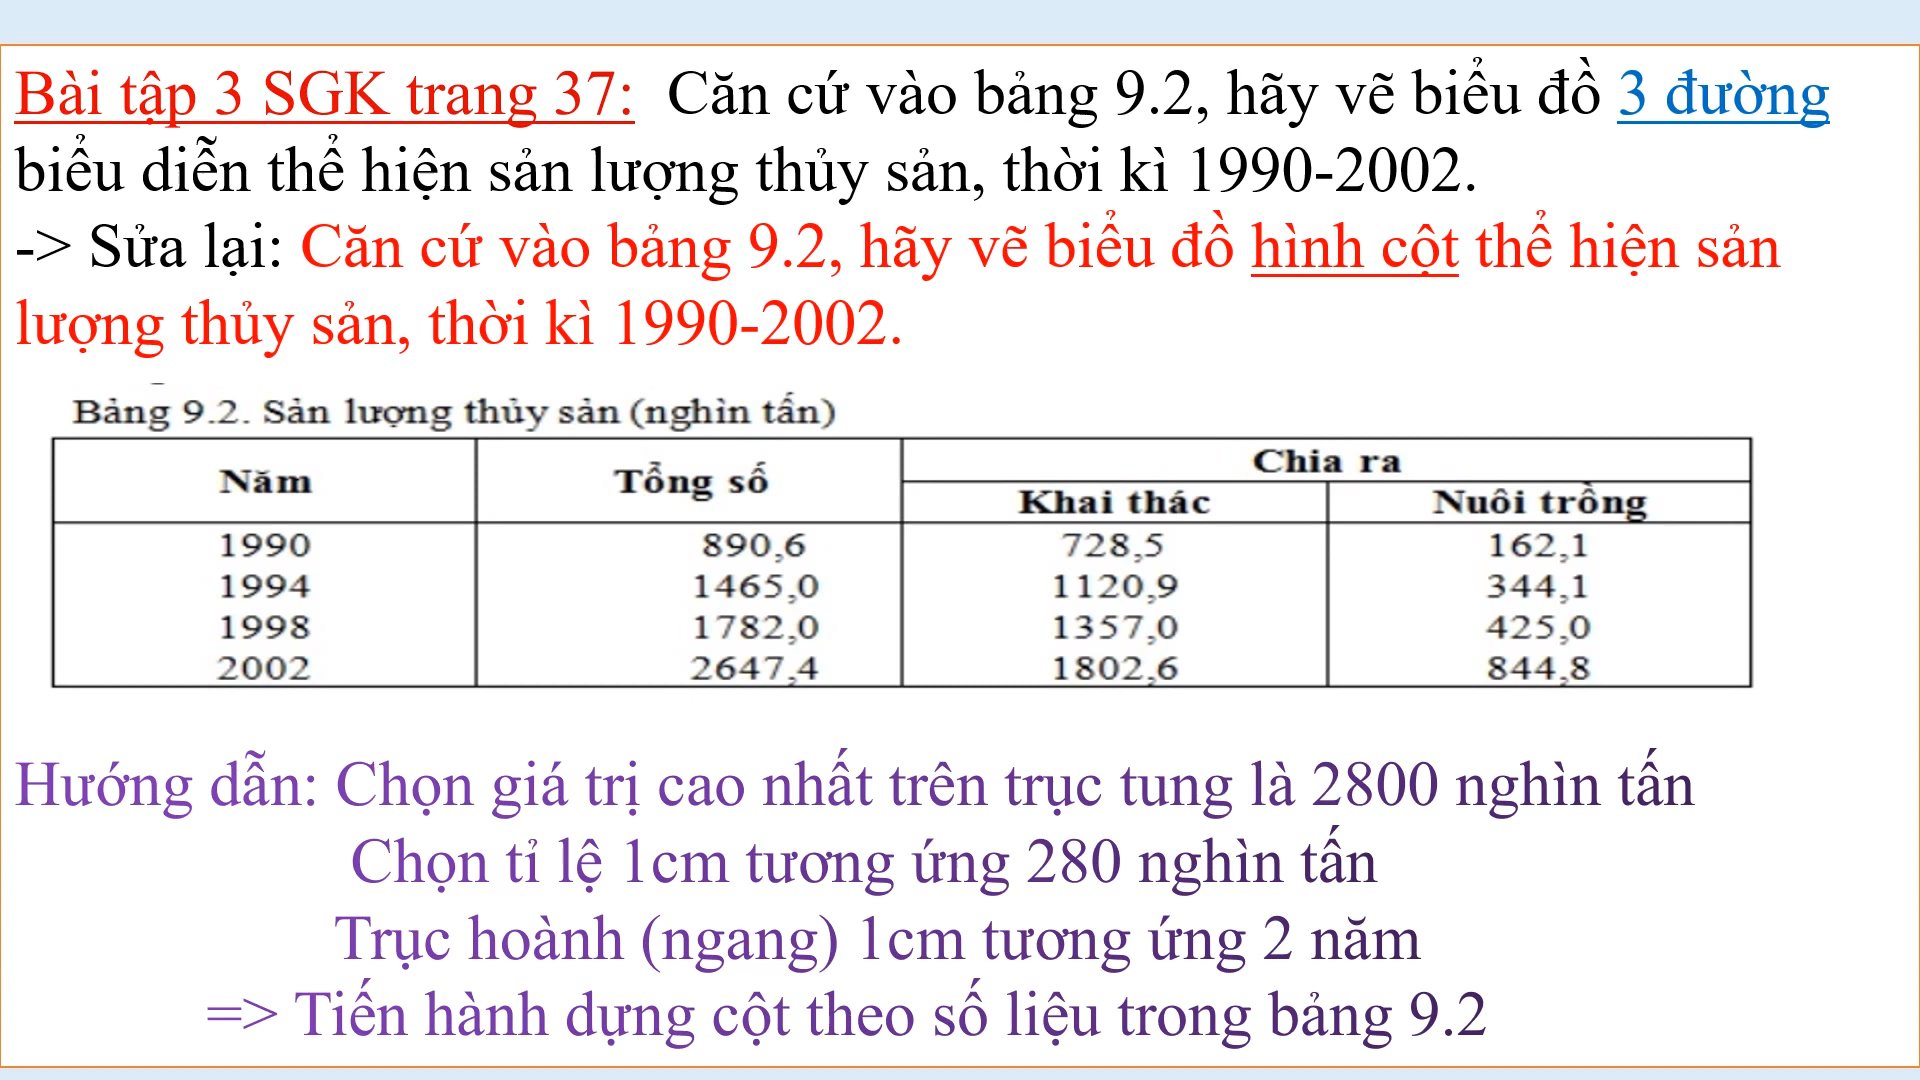 Bài tập 3 SGK trang 37: Căn cứ vào bảng 9.2, hãy vẽ biểu đồ 3 đường
biểu diễn thể hiện sản lượng thủy sản, thời kì 1990-2002.
-> Sửa lại: Căn cứ vào bảng 9.2, hãy vẽ biểu đồ hình cột thể hiện sản
lượng thủy sản, thời kì 1990-2002.
Bảng 9.2. Sản lượng thủy sản (nghìn tấn)
Năm Tổng số Chia ra
Khai thác Nuôi trồng
1990 890,6 728,5 162,1
1994 1465,0 1120,9 344,1
1998 1782,0 1357,0 425,0
2002 2647,4 1802,6 844,8
Hướng dẫn: Chọn giá trị cao nhất trên trục tung là 2800 nghìn tấn
Chọn tỉ lệ 1cm tương ứng 280 nghìn tấn
Trục hoành (ngang) 1cm tương ứng 2 năm
=> Tiến hành dựng cột theo số liệu trong bảng 9.2